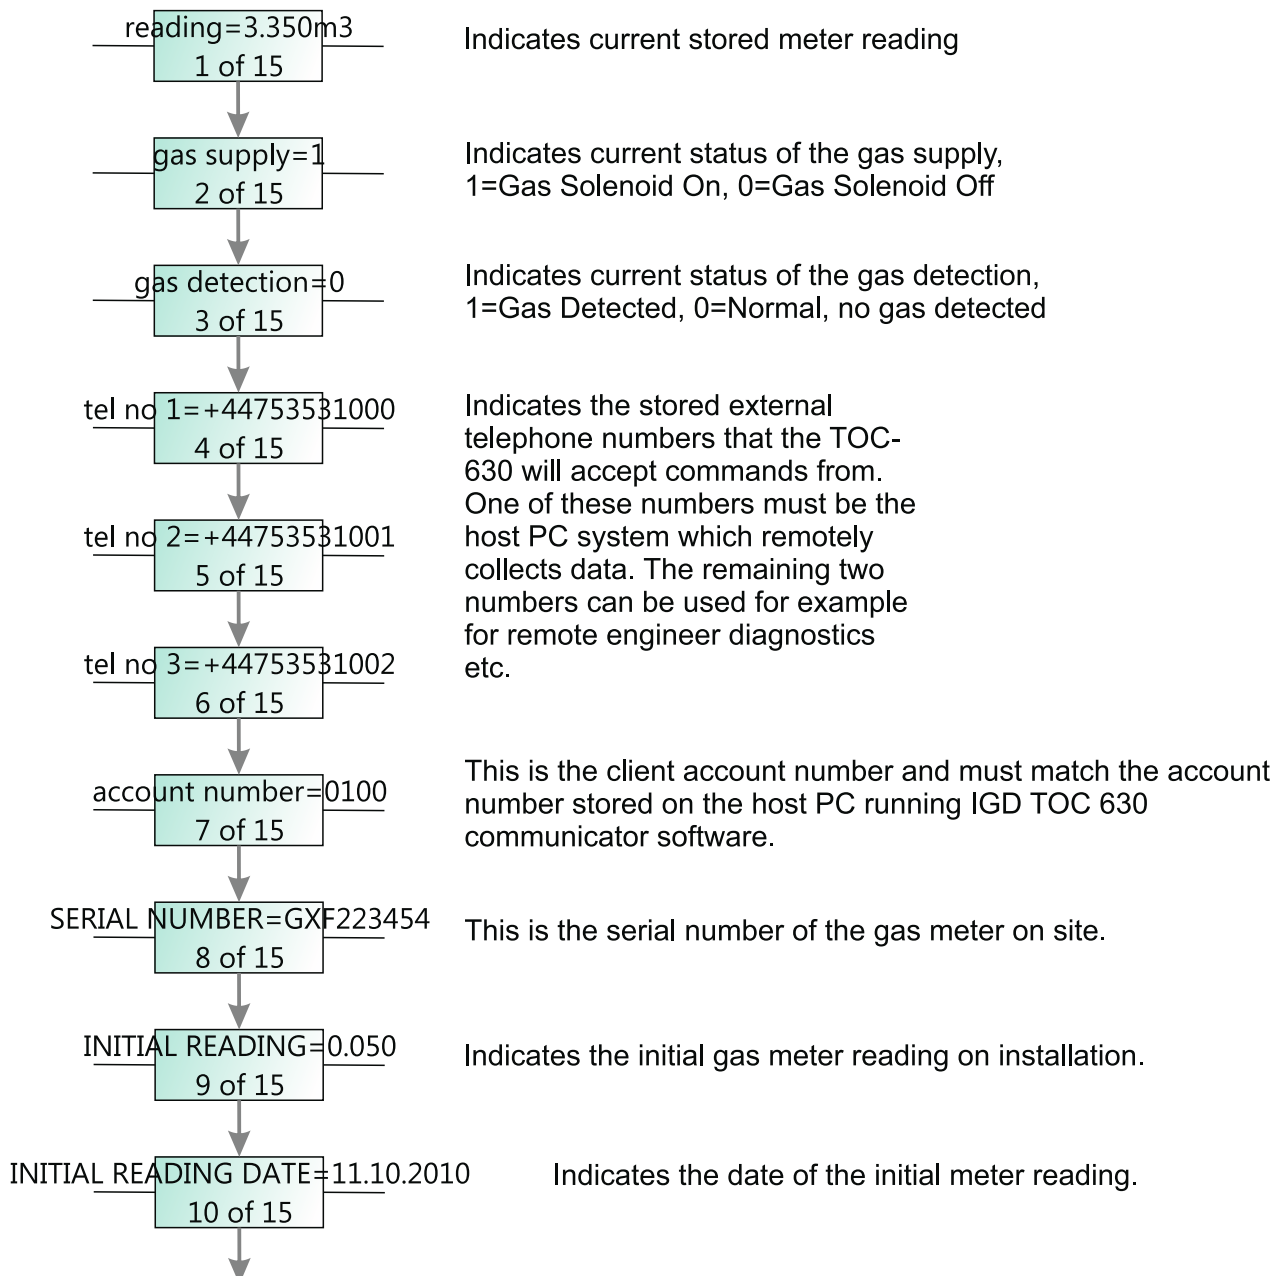 reading=3.350m3
1 of 15
Indicates current stored meter reading
gas supply=1
2 of 15
Indicates current status of the gas supply,
1=Gas Solenoid On, 0=Gas Solenoid Off
gas detection=0
3 of 15
Indicates current status of the gas detection,
1=Gas Detected, 0=Normal, no gas detected
tel no 1=+44753531000
4 of 15
tel no 2=+44753531001
5 of 15
tel no 3=+44753531002
6 of 15
Indicates the stored external
telephone numbers that the TOC-
630 will accept commands from.
One of these numbers must be the
host PC system which remotely
collects data. The remaining two
numbers can be used for example
for remote engineer diagnostics
etc.
account number=0100
7 of 15
This is the client account number and must match the account
number stored on the host PC running IGD TOC 630
communicator software.
SERIAL NUMBER=GXF223454
8 of 15
This is the serial number of the gas meter on site.
INITIAL READING=0.050
9 of 15
Indicates the initial gas meter reading on installation.
INITIAL READING DATE=11.10.2010
10 of 15
Indicates the date of the initial meter reading.